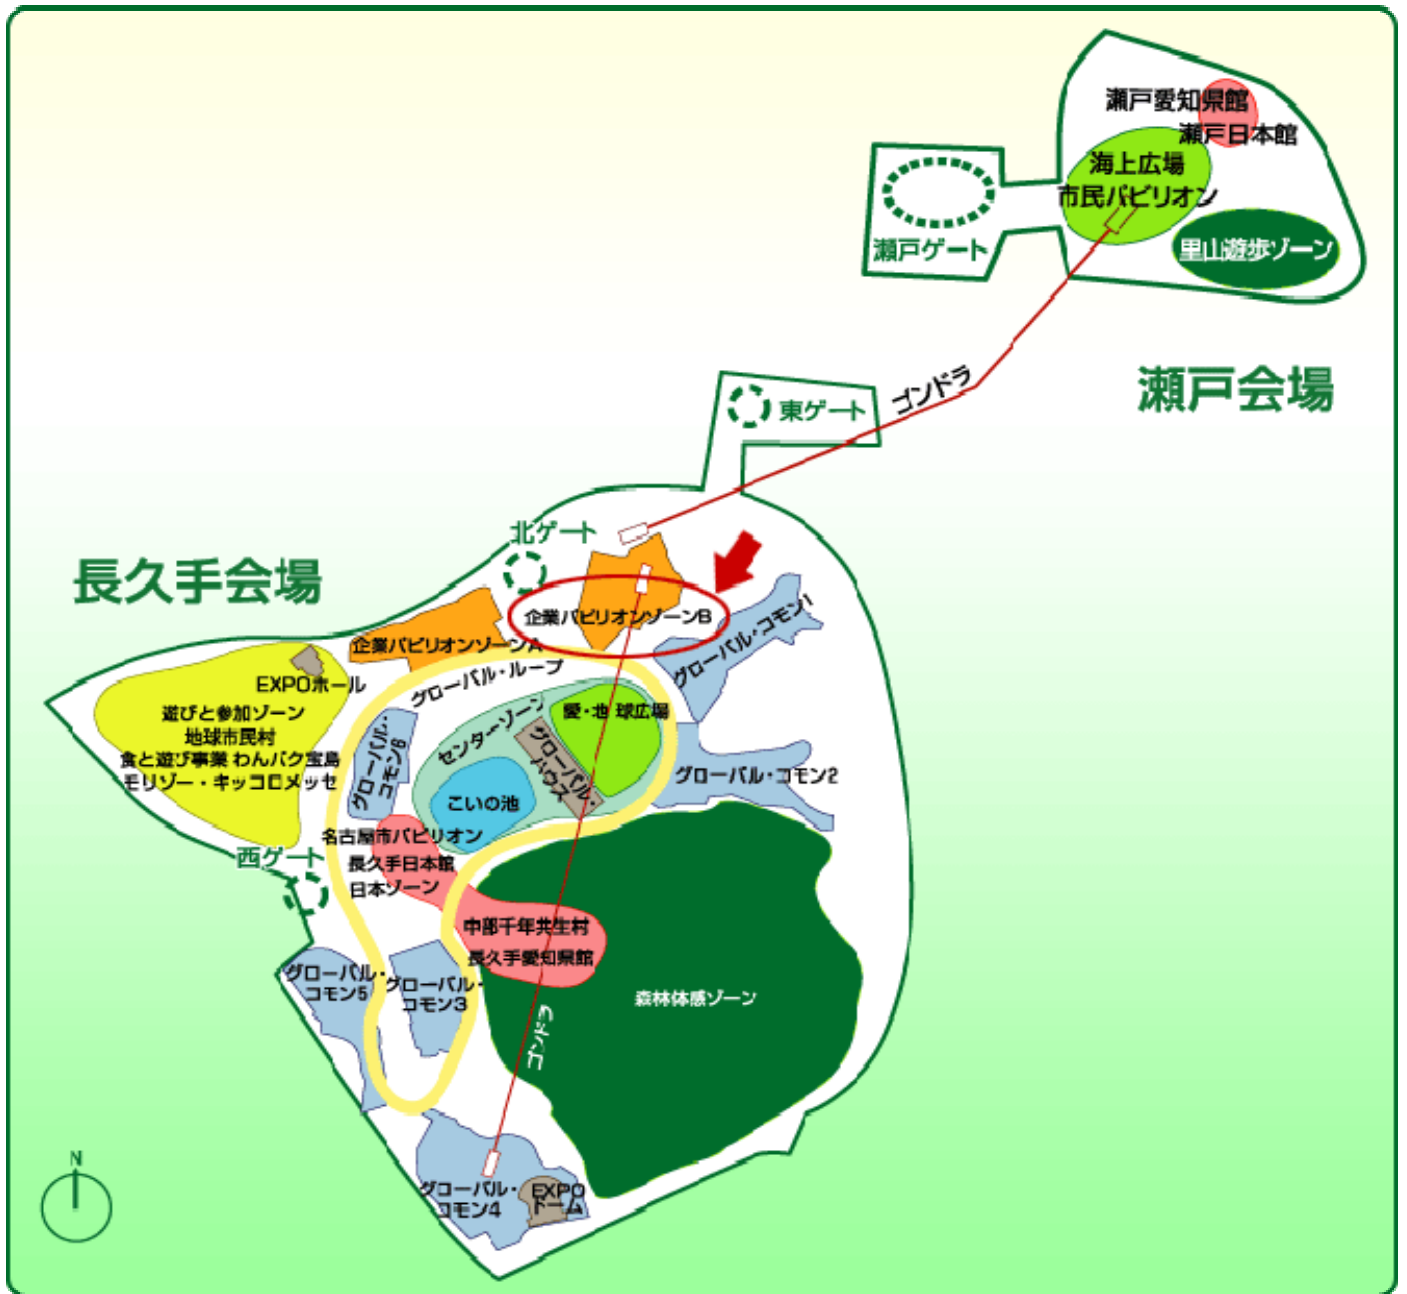 瀬戸愛知県館
瀬戸日本館
海上広場
市民パビリオン
瀬戸ゲート
里山遊歩ゾーン
瀬戸会場
ゴンドラ
東ゲート
北ゲート
長久手会場
企業パビリオンゾーンB
グローバル・コモン1
企業パビリオンゾーンA
グローバル・ループ
EXPOホール
遊びと参加ゾーン
地球市民村
食と遊び事業 わんパク宝島
モリゾー・キッコロメッセ
センターゾーン
愛・地球広場
グローバル・
ハウス
こいの池
グローバル・
コモン6
グローバル・コモン2
名古屋市パビリオン
長久手日本館
日本ゾーン
西ゲート
中部千年共生村
長久手愛知県館
グローバル・
コモン5
グローバル・
コモン3
森林体感ゾーン
ゴンドラ
グローバル・
コモン4
EXPO
ドーム
N